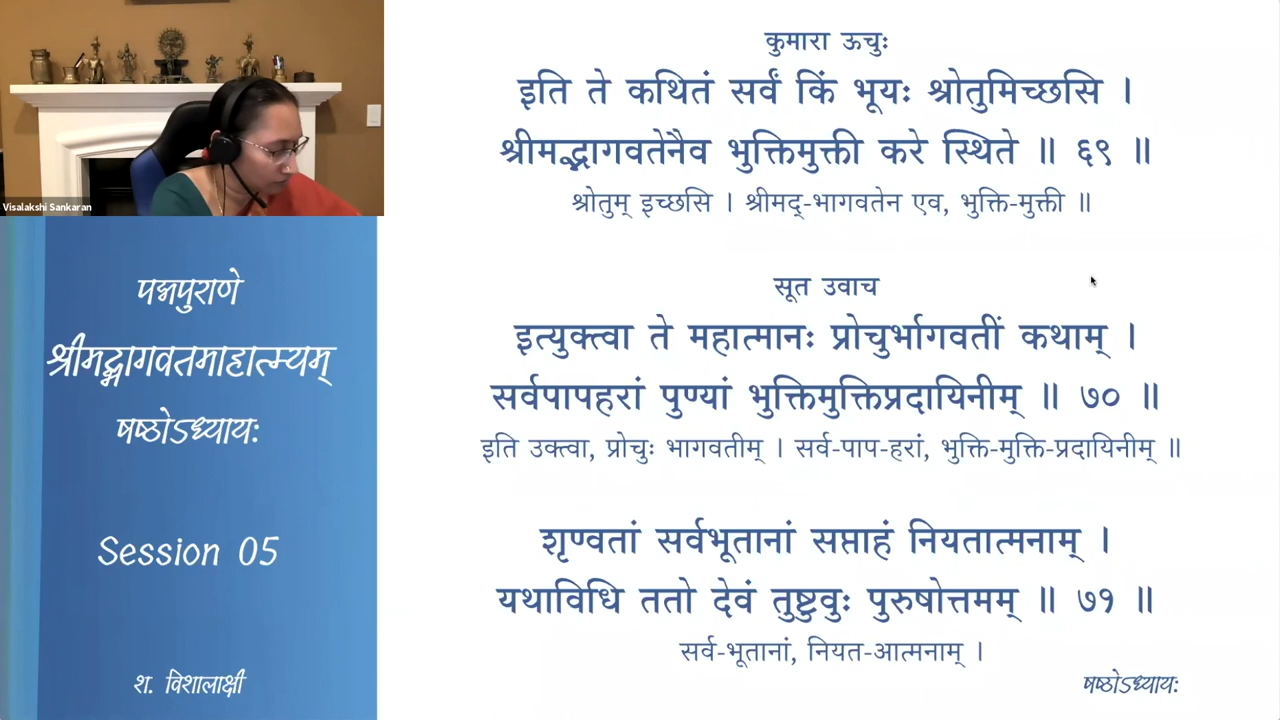 Visalakshi Sankaran
पद्मपुराणे
श्रीमद्भागवतमाहात्म्यम्
षष्ठोऽध्यायः
Session 05
श. विशालाक्षी
कुमारा ऊचुः
इति ते कथितं सर्वं किं भूयः श्रोतुमिच्छसि ।
श्रीमद्भागवतेनैव भुक्तिमुक्ती करे स्थिते ॥ ६९ ॥
श्रोतुम् इच्छसि । श्रीमद्-भागवतेन एव, भुक्ति-मुक्ती ॥
सूत उवाच
इत्युक्त्वा ते महात्मानः प्रोचुर्भागवतीं कथाम् ।
सर्वपापहरां पुण्यां भुक्तिमुक्तिप्रदायिनीम् ॥ ७० ॥
इति उक्त्वा, प्रोचुः भागवतीम् । सर्व-पाप-हरां, भुक्ति-मुक्ति-प्रदायिनीम् ॥
शृण्वतां सर्वभूतानां सप्ताहं नियतात्मनाम् ।
यथाविधि ततो देवं तुष्टुवुः पुरुषोत्तमम् ॥ ७१ ॥
सर्व-भूतानां, नियत-आत्मनाम् ।
षष्ठोऽध्यायः